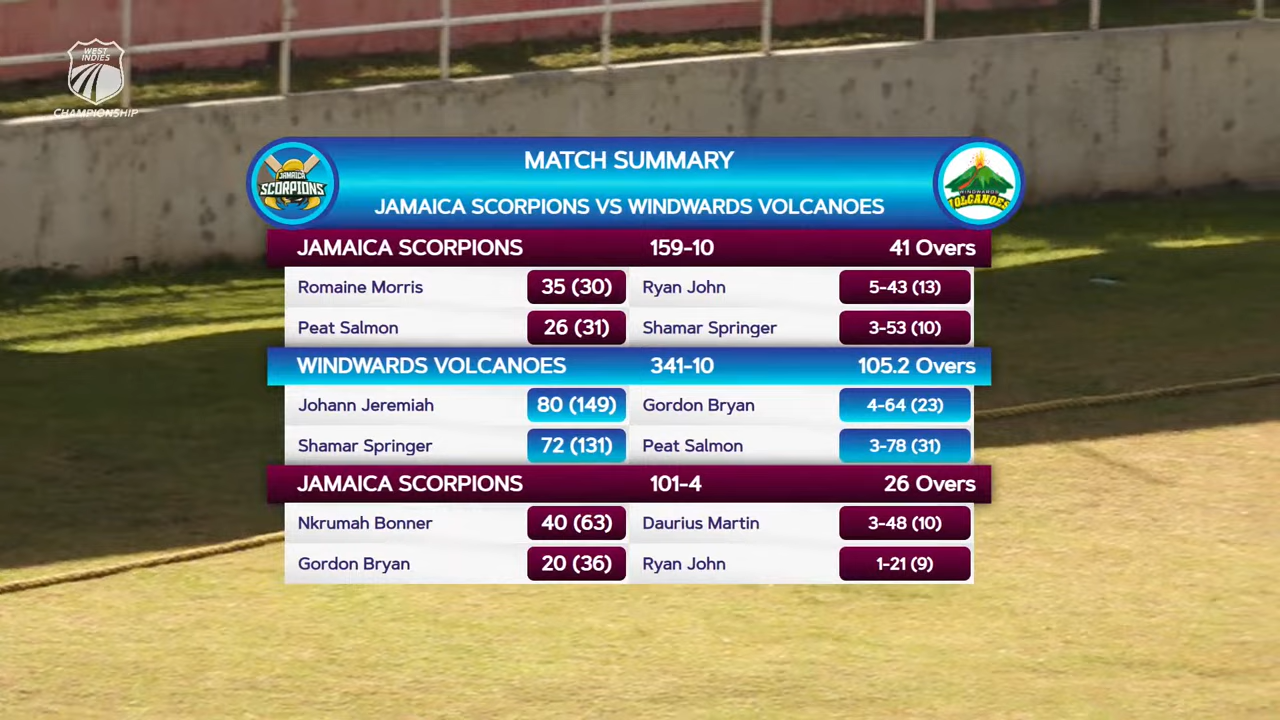 WEST
INDIES
CHAMPIONSHIP
MATCH SUMMARY
JAMAICA SCORPIONS VS WINDWARDS VOLCANOES
JAMAICA
SCORPIONS
WINDWARDS
VOLCANOES
JAMAICA SCORPIONS 159-10 41 Overs
Romaine Morris 35 (30) Ryan John 5-43 (13)
Peat Salmon 26 (31) Shamar Springer 3-53 (10)
WINDWARDS VOLCANOES 341-10 105.2 Overs
Johann Jeremiah 80 (149) Gordon Bryan 4-64 (23)
Shamar Springer 72 (131) Peat Salmon 3-78 (31)
JAMAICA SCORPIONS 101-4 26 Overs
Nkrumah Bonner 40 (63) Daurius Martin 3-48 (10)
Gordon Bryan 20 (36) Ryan John 1-21 (9)